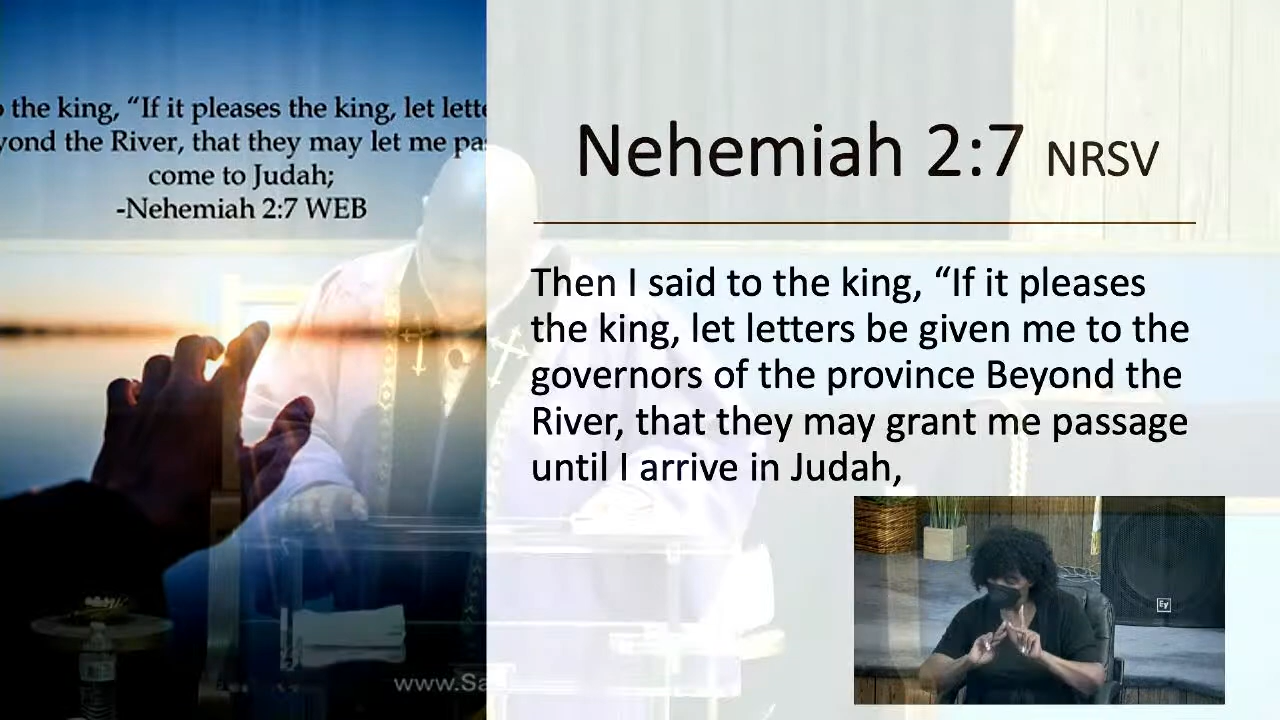 the king, “If it pleases the king, let
yond the River, that they may let me
come to Judah;
-Nehemiah 2:7 WEB
Nehemiah 2:7 NRSV
Then I said to the king, “If it pleases
the king, let letters be given me to the
governors of the province Beyond the
River, that they may grant me passage
until I arrive in Judah,
EV
www.Sa